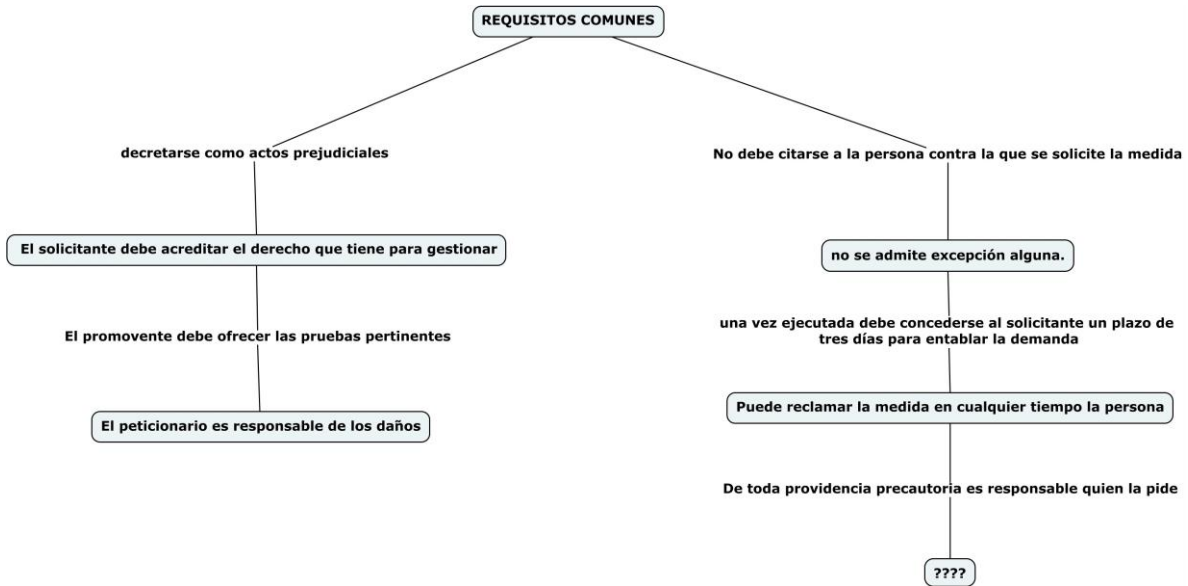 REQUISITOS COMUNES
decretarse como actos prejudiciales
El solicitante debe acreditar el derecho que tiene para gestionar
El promovente debe ofrecer las pruebas pertinentes
El peticionario es responsable de los daños
No debe citarse a la persona contra la que se solicite la medida
no se admite excepción alguna.
una vez ejecutada debe concederse al solicitante un plazo de
tres días para entablar la demanda
Puede reclamar la medida en cualquier tiempo la persona
De toda providencia precautoria es responsable quien la pide
????